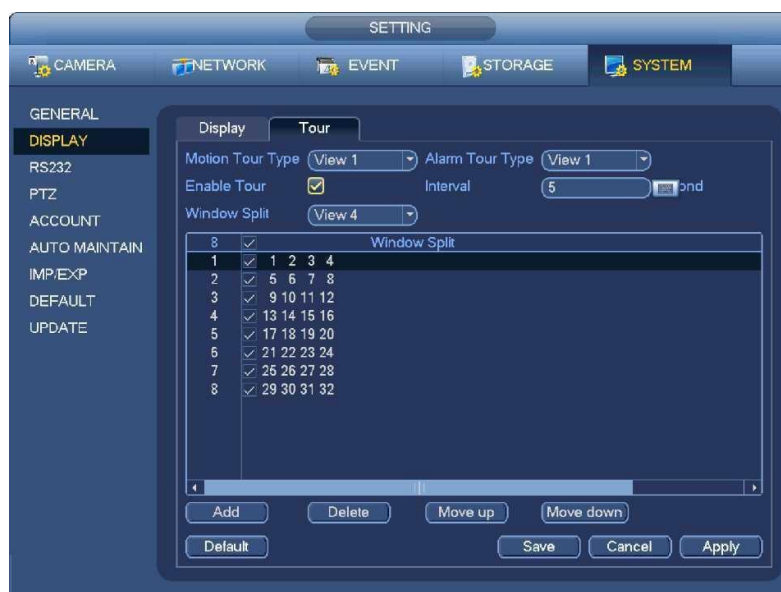 SETTING
CAMERA NETWORK EVENT STORAGE SYSTEM
GENERAL
DISPLAY
RS232
PTZ
ACCOUNT
AUTO MAINTAIN
IMP/EXP
DEFAULT
UPDATE
Display Tour
Motion Tour Type View 1 Alarm Tour Type View 1
Enable Tour Interval 5 ond
Window Split View 4
8 Window Split
1 1 2 3 4
2 5 6 7 8
3 9 10 11 12
4 13 14 15 16
5 17 18 19 20
6 21 22 23 24
7 25 26 27 28
8 29 30 31 32
Add Delete Move up Move down
Default Save Cancel Apply